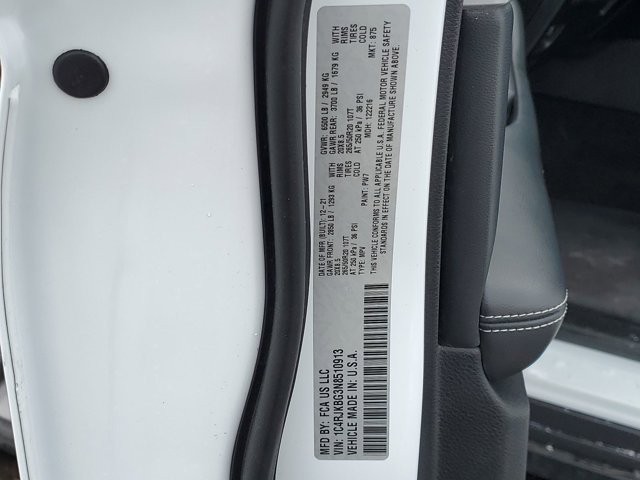 MFD BY: FCA US LLC
VIN: 1C4RJKBG3N8510913
VEHICLE MADE IN: U.S.A.
DATE OF MFR (BUILT): 12-21
GVWR: 6500 LB / 2949 KG
GAWR FRONT: 2850 LB / 1293 KG WITH
GAWR REAR: 3700 LB / 1679 KG WITH
20X8.5 RIMS
20X8.5 RIMS
265/50R20 107T TIRES
265/50R20 107T TIRES
AT 250 kPa / 36 PSI COLD
AT 250 kPa / 36 PSI COLD
TYPE: MPV
MDH: 122216
MKT: 875
PAINT: PW7
THIS VEHICLE CONFORMS TO ALL APPLICABLE U.S.A. FEDERAL MOTOR VEHICLE SAFETY
STANDARDS IN EFFECT ON THE DATE OF MANUFACTURE SHOWN ABOVE.